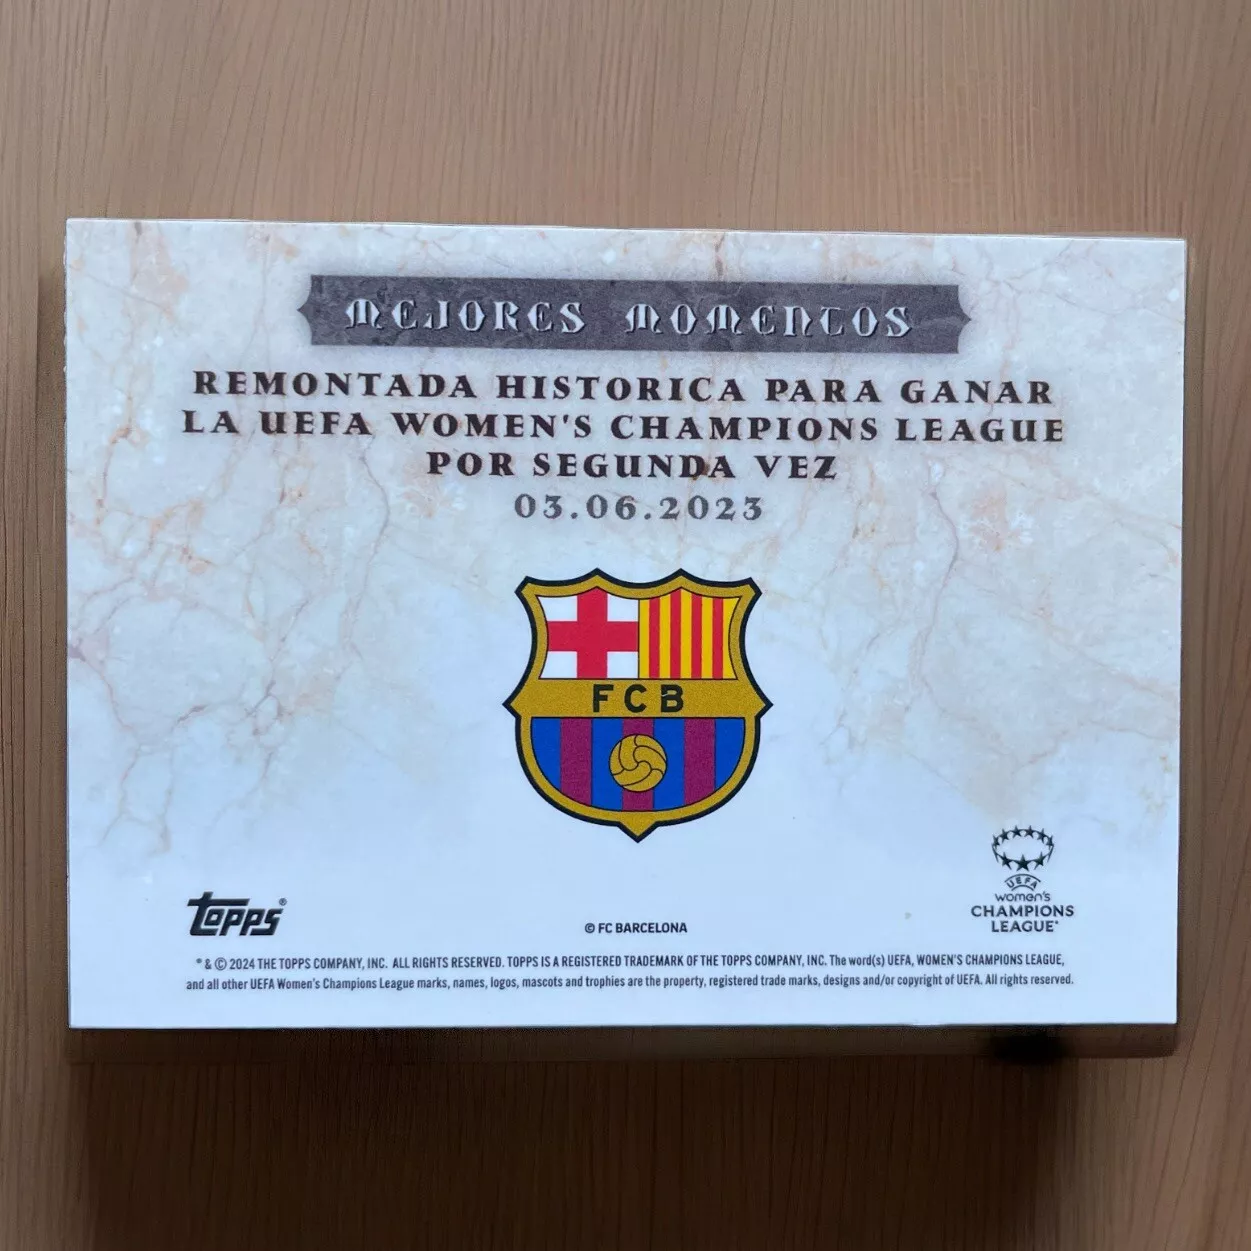 MEJORES MOMENTOS
REMONTADA HISTORICA PARA GANAR
LA UEFA WOMEN'S CHAMPIONS LEAGUE
POR SEGUNDA VEZ
03.06.2023
FCB
topps®
© FC BARCELONA
UEFA
women's
CHAMPIONS
LEAGUE
® & © 2024 THE TOPPS COMPANY, INC. ALL RIGHTS RESERVED. TOPPS IS A REGISTERED TRADEMARK OF THE TOPPS COMPANY, INC. The word(s) UEFA, WOMEN'S CHAMPIONS LEAGUE,
and all other UEFA Women's Champions League marks, names, logos, mascots and trophies are the property, registered trade marks, designs and/or copyright of UEFA. All rights reserved.